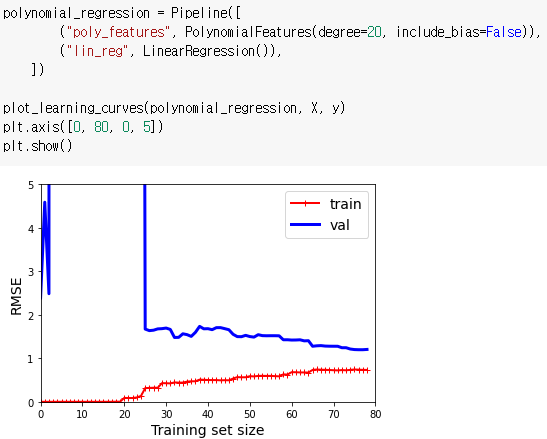 polynomial_regression = Pipeline([
("poly_features", PolynomialFeatures(degree=20, include_bias=False)),
("lin_reg", LinearRegression()),
])
plot_learning_curves(polynomial_regression, X, y)
plt.axis([0, 80, 0, 5])
plt.show()
5
4
3
2
1
0
RMSE
train
val
0 10 20 30 40 50 60 70 80
Training set size